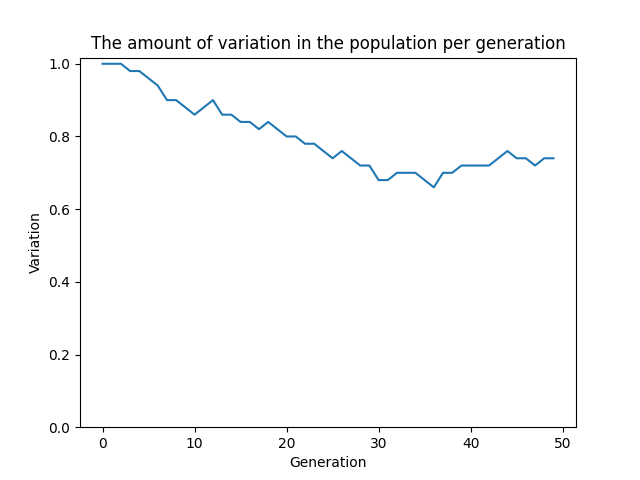 The amount of variation in the population per generation
1.0
0.8
0.6
0.4
0.2
0.0
Variation
0 10 20 30 40 50
Generation